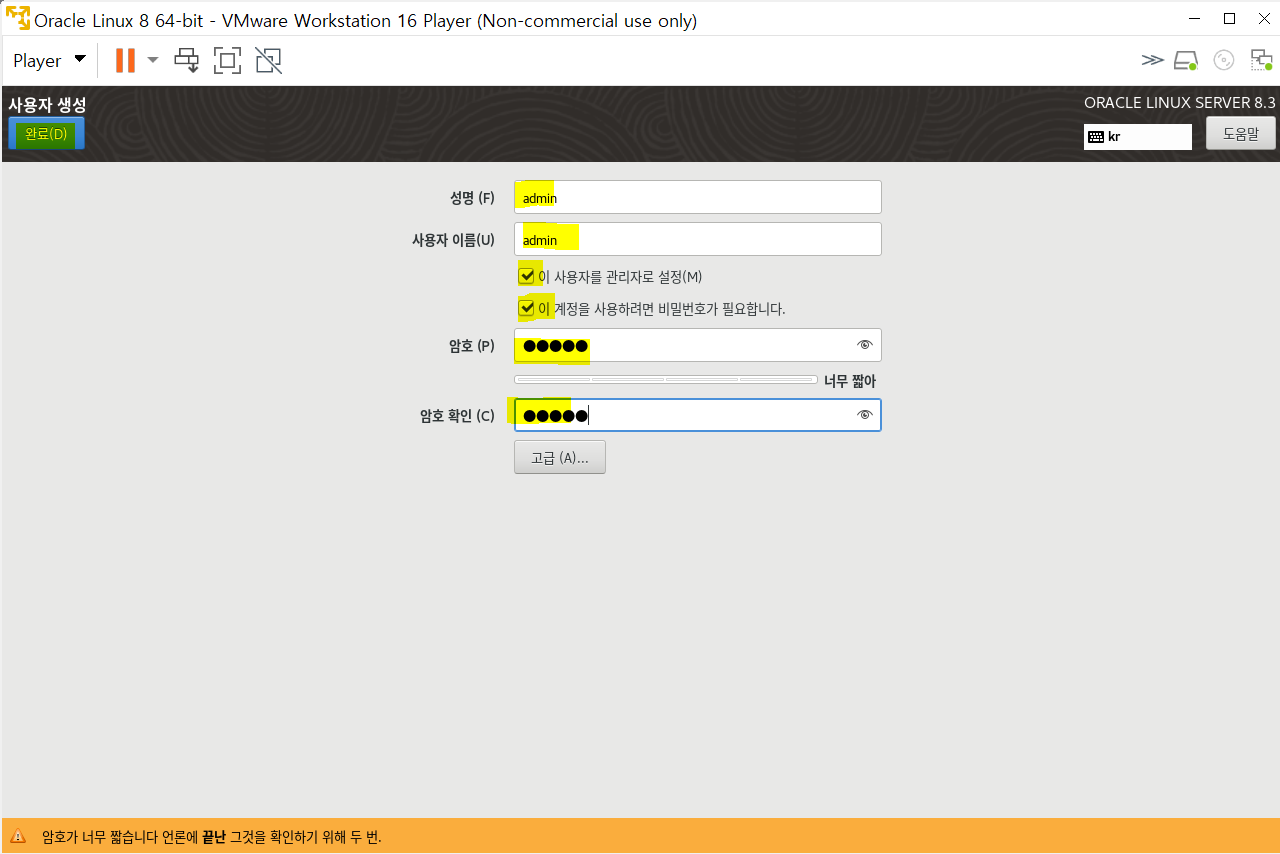 Oracle Linux 8 64-bit - VMware Workstation 16 Player (Non-commercial use only)
Player
사용자 생성
ORACLE LINUX SERVER 8.3
완료(D)
kr
도움말
성명 (F)
admin
사용자 이름(U)
admin
이 사용자를 관리자로 설정(M)
이 계정을 사용하려면 비밀번호가 필요합니다.
암호 (P)
●●●●●
너무 짧아
암호 확인 (C)
●●●●●
고급 (A)...
암호가 너무 짧습니다 언론에 끝난 그것을 확인하기 위해 두 번.